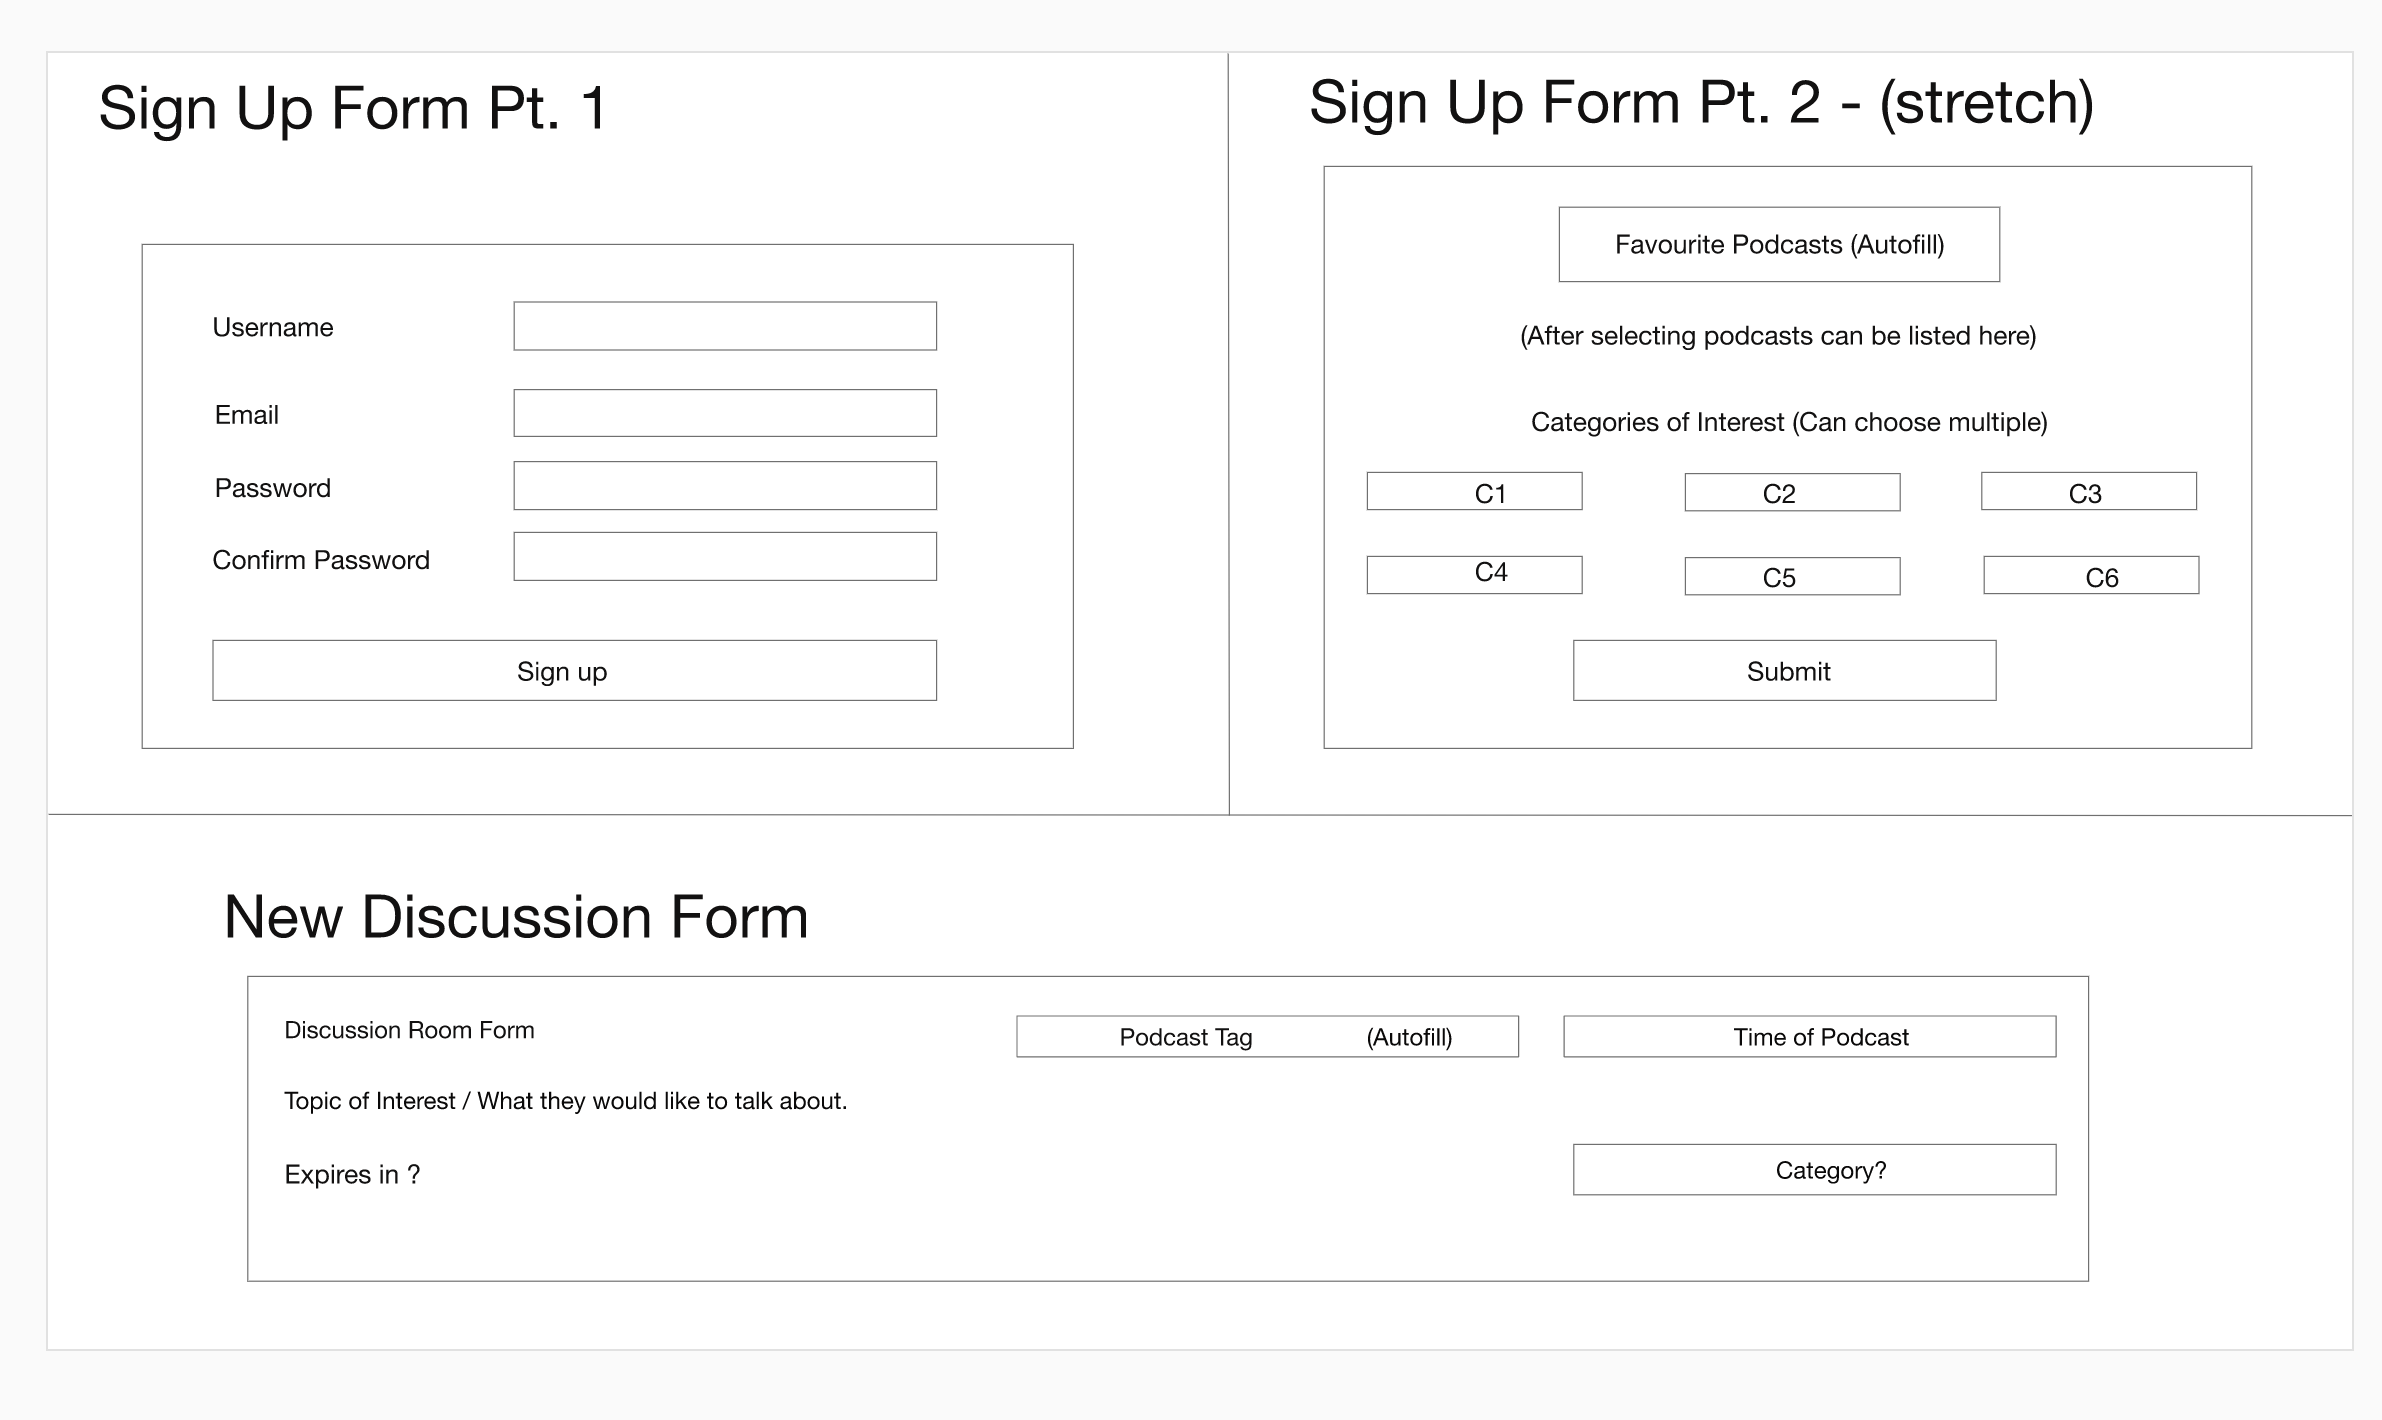 Sign Up Form Pt. 1
Username
Email
Password
Confirm Password
Sign up
Sign Up Form Pt. 2 - (stretch)
Favourite Podcasts (Autofill)
(After selecting podcasts can be listed here)
Categories of Interest (Can choose multiple)
C1 C2 C3
C4 C5 C6
Submit
New Discussion Form
Discussion Room Form Podcast Tag (Autofill) Time of Podcast
Topic of Interest / What they would like to talk about.
Expires in ? Category?